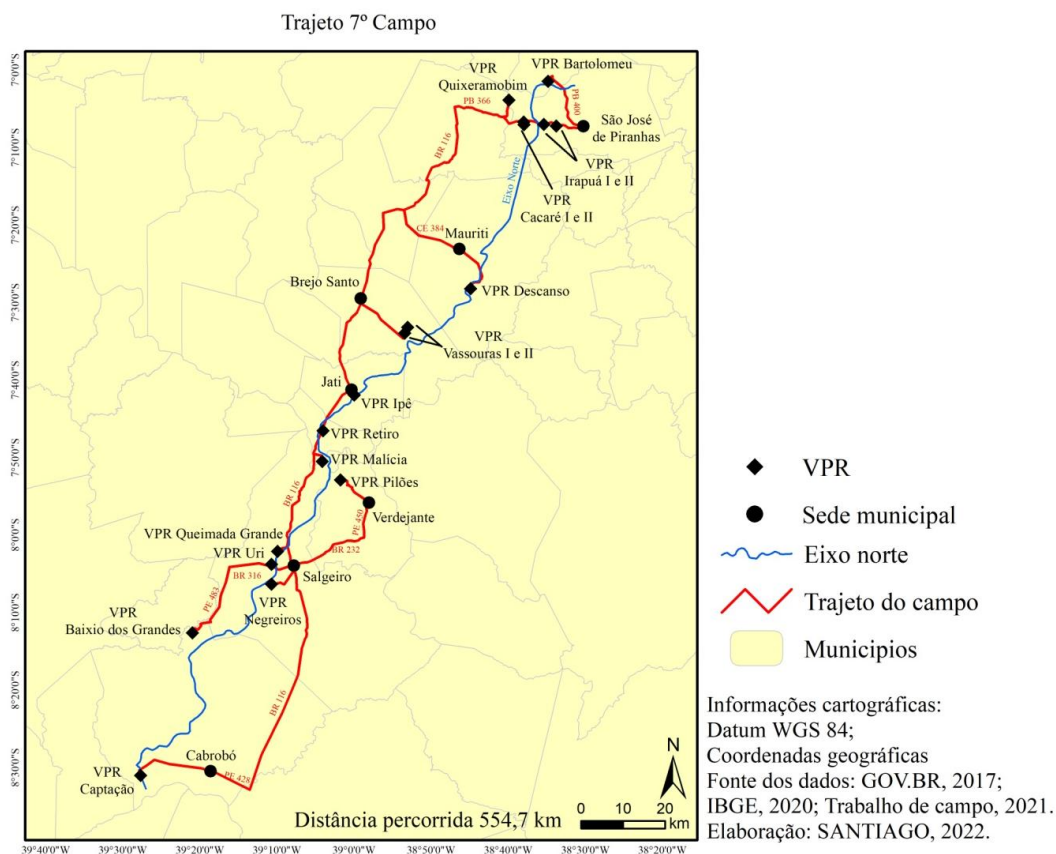 Trajeto 7º Campo
7°0'0"S
7°10'0"S
7°20'0"S
7°30'0"S
7°40'0"S
7°50'0"S
8°0'0"S
8°10'0"S
8°20'0"S
8°30'0"S
VPR Bartolomeu
VPR
Quixeramobim
PB 366
PB 400
São José
de Piranhas
VPR
Irapuá I e II
VPR
Cacaré I e II
BR 116
Eixo Norte
CE 384
Mauriti
Brejo Santo
VPR Descanso
VPR
Vassouras I e II
Jati
VPR Ipê
VPR Retiro
VPR Malícia
VPR Pilões
BR 116
Verdejante
PE 450
VPR Queimada Grande
VPR Uri
BR 232
BR 316
Salgeiro
PE 483
VPR
Negreiros
VPR
Baixio dos Grandes
BR 116
Cabrobó
PE 428
VPR
Captação
Distância percorrida 554,7 km
N
0 10 20
km
39°40'0"O 39°30'0"O 39°20'0"O 39°10'0"O 39°0'0"O 38°50'0"O 38°40'0"O 38°30'0"O 38°20'0"O
VPR
Sede municipal
Eixo norte
Trajeto do campo
Municipios
Informações cartográficas:
Datum WGS 84;
Coordenadas geográficas
Fonte dos dados: GOV.BR, 2017;
IBGE, 2020; Trabalho de campo, 2021.
Elaboração: SANTIAGO, 2022.